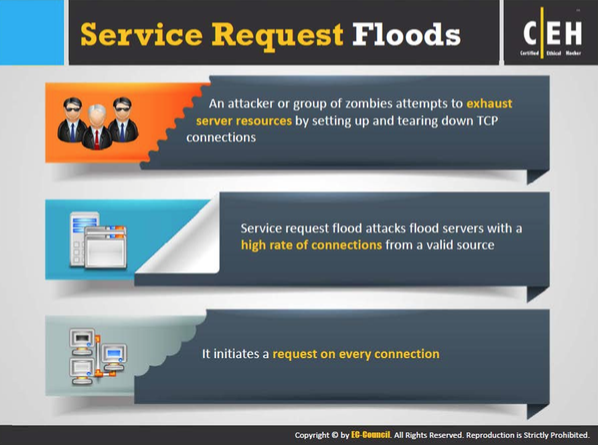 Service Request Floods
C|EH
Certified Ethical Hacker
An attacker or group of zombies attempts to exhaust
server resources by setting up and tearing down TCP
connections
Service request flood attacks flood servers with a
high rate of connections from a valid source
It initiates a request on every connection
Copyright © by EC-Council. All Rights Reserved. Reproduction is Strictly Prohibited.